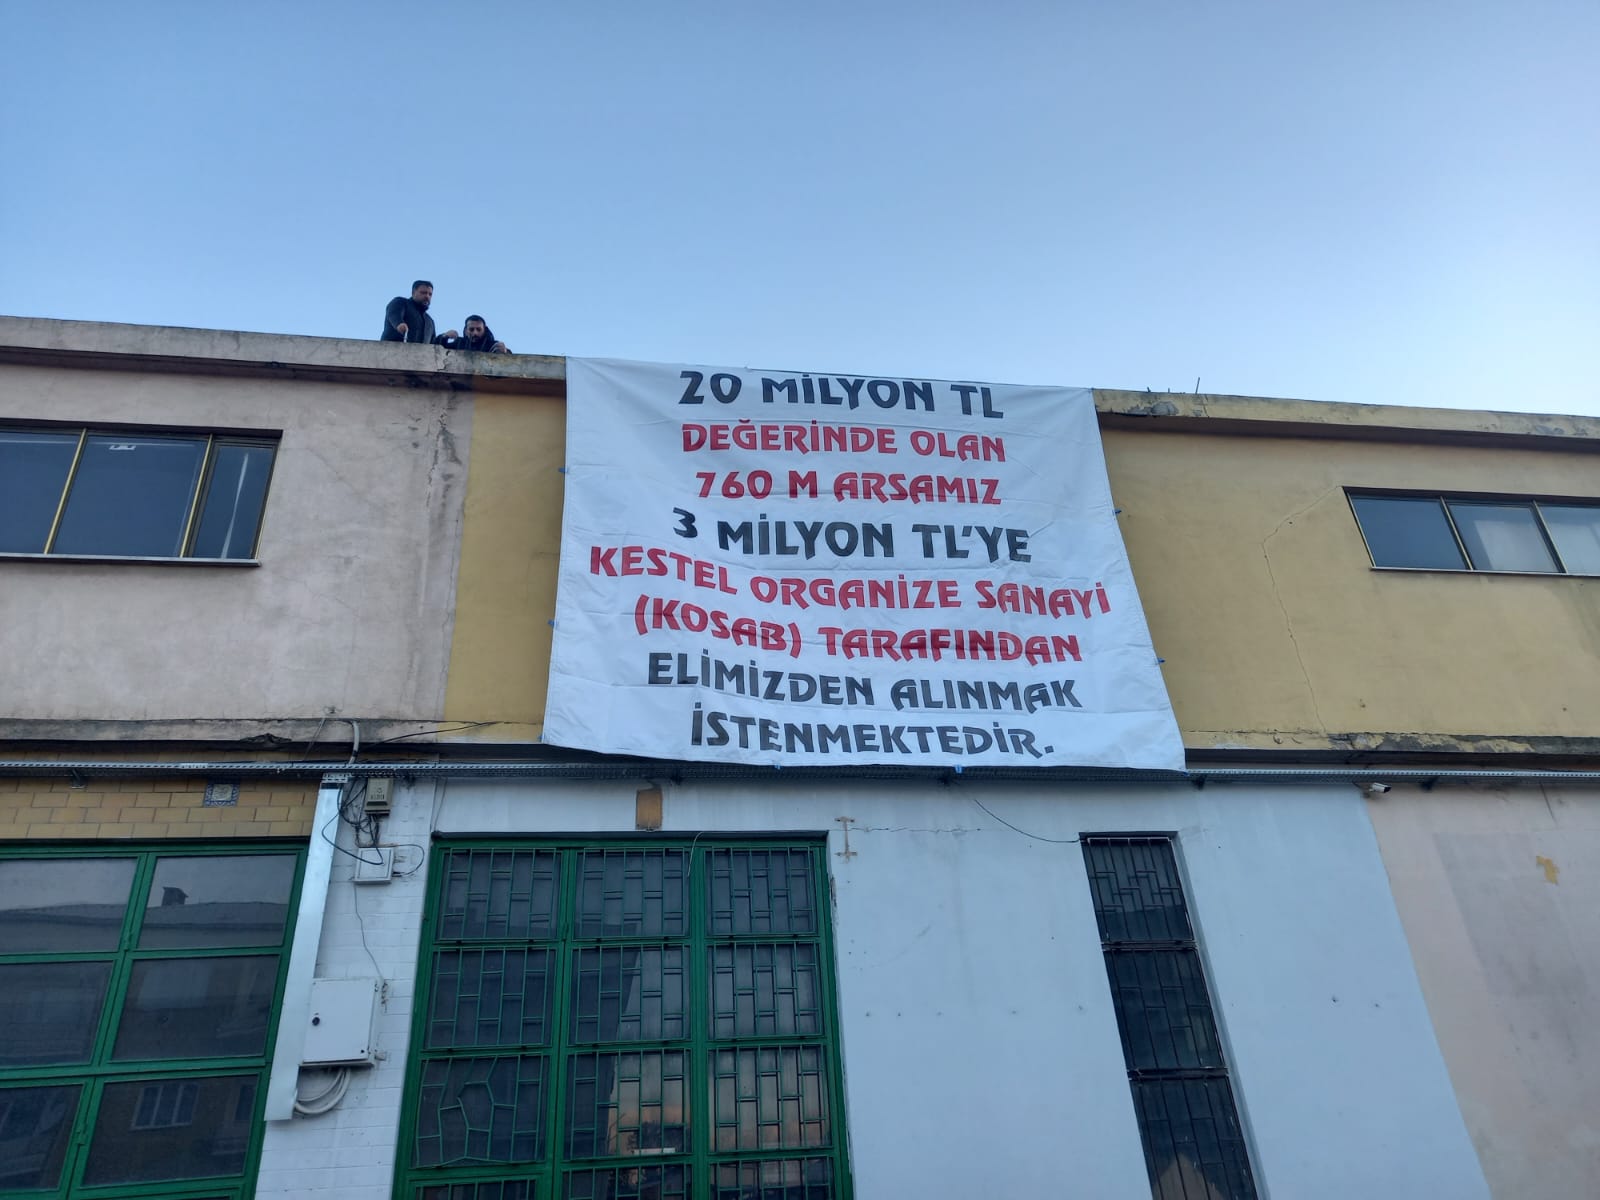 20 MİLYON TL
DEĞERİNDE OLAN
760 M ARSAMIZ
3 MİLYON TL'YE
KESTEL ORGANİZE SANAYİ
(KOSAB) TARAFINDAN
ELİMİZDEN ALINMAK
İSTENMEKTEDİR.